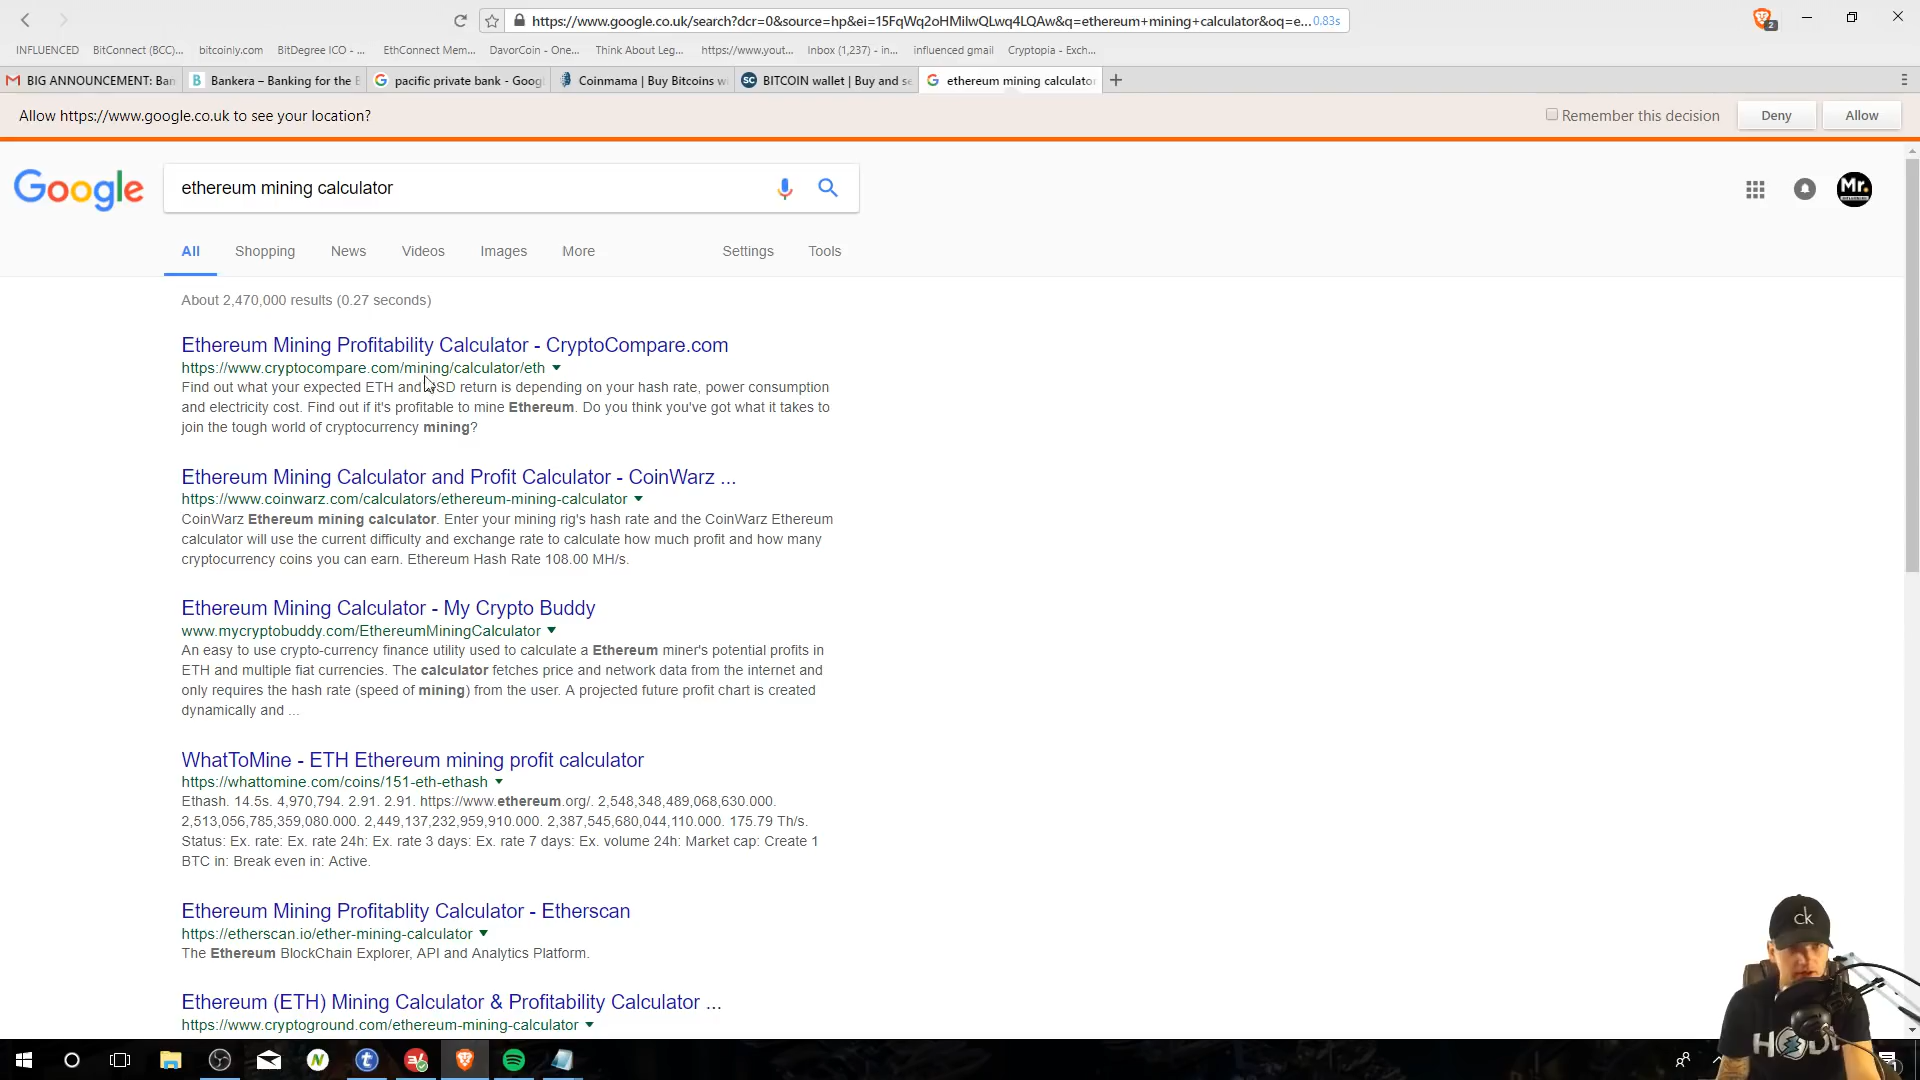 https://www.google.co.uk/search?dcr=0&source=hp&ei=15FqWq2oHMilwQLwq4LQAw&q=ethereum+mining+calculator&oq=e... 0.83s
2
INFLUENCED BitConnect (BCC)... bitcoinly.com BitDegree ICO - ... EthConnect Mem... DavorCoin - One... Think About Leg... https://www.yout... Inbox (1,237) - in... influenced gmail Cryptopia - Exch...
BIG ANNOUNCEMENT: Ban Bankera – Banking for the pacific private bank - Goog Coinmama | Buy Bitcoins w SC BITCOIN wallet | Buy and se ethereum mining calculator
Allow https://www.google.co.uk to see your location? Remember this decision Deny Allow
Google ethereum mining calculator Mr.
All Shopping News Videos Images More Settings Tools
About 2,470,000 results (0.27 seconds)
Ethereum Mining Profitability Calculator - CryptoCompare.com
https://www.cryptocompare.com/mining/calculator/eth
Find out what your expected ETH and USD return is depending on your hash rate, power consumption
and electricity cost. Find out if it's profitable to mine Ethereum. Do you think you've got what it takes to
join the tough world of cryptocurrency mining?
Ethereum Mining Calculator and Profit Calculator - CoinWarz ...
https://www.coinwarz.com/calculators/ethereum-mining-calculator
CoinWarz Ethereum mining calculator. Enter your mining rig's hash rate and the CoinWarz Ethereum
calculator will use the current difficulty and exchange rate to calculate how much profit and how many
cryptocurrency coins you can earn. Ethereum Hash Rate 108.00 MH/s.
Ethereum Mining Calculator - My Crypto Buddy
www.mycryptobuddy.com/EthereumMiningCalculator
An easy to use crypto-currency finance utility used to calculate a Ethereum miner's potential profits in
ETH and multiple fiat currencies. The calculator fetches price and network data from the internet and
only requires the hash rate (speed of mining) from the user. A projected future profit chart is created
dynamically and ...
WhatToMine - ETH Ethereum mining profit calculator
https://whattomine.com/coins/151-eth-ethash
Ethash. 14.5s. 4,970,794. 2.91. 2.91. https://www.ethereum.org/. 2,548,348,489,068,630.000.
2,513,056,785,359,080.000. 2,449,137,232,959,910.000. 2,387,545,680,044,110.000. 175.79 Th/s.
Status: Ex. rate: Ex. rate 24h: Ex. rate 3 days: Ex. rate 7 days: Ex. volume 24h: Market cap: Create 1
BTC in: Break even in: Active.
Ethereum Mining Profitablity Calculator - Etherscan
https://etherscan.io/ether-mining-calculator
The Ethereum BlockChain Explorer, API and Analytics Platform.
Ethereum (ETH) Mining Calculator & Profitability Calculator ...
https://www.cryptoground.com/ethereum-mining-calculator
ck